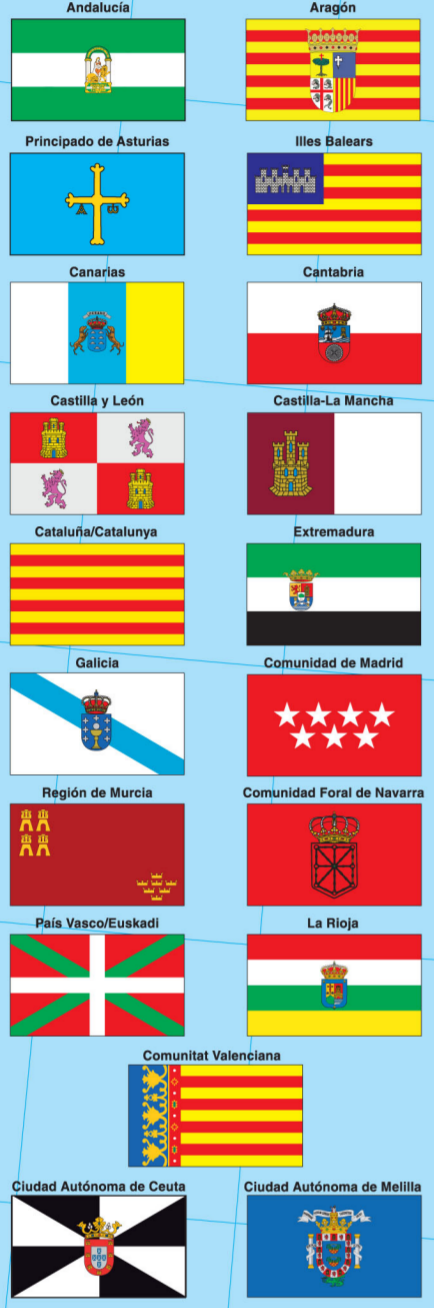 Andalucía
Aragón
Principado de Asturias
Illes Balears
Canarias
Cantabria
Castilla y León
Castilla-La Mancha
Cataluña/Catalunya
Extremadura
Galicia
Comunidad de Madrid
Región de Murcia
Comunidad Foral de Navarra
País Vasco/Euskadi
La Rioja
Comunitat Valenciana
Ciudad Autónoma de Ceuta
Ciudad Autónoma de Melilla